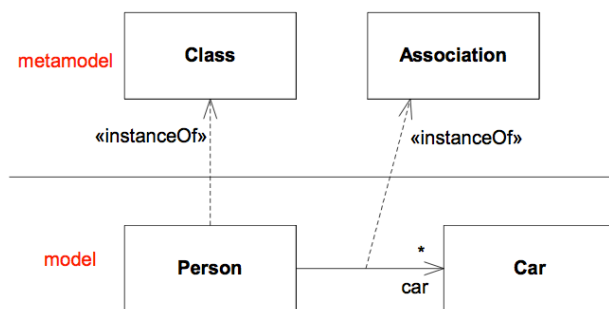 Class
Association
metamodel
«instanceOf»
«instanceOf»
model
Person
*
car
Car